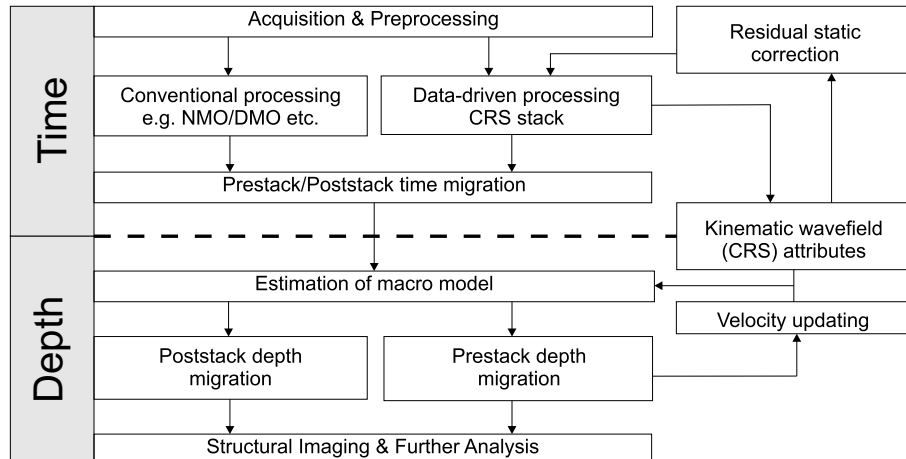 Time
Acquisition & Preprocessing
Residual static
correction
Conventional processing
e.g. NMO/DMO etc.
Data-driven processing
CRS stack
Prestack/Poststack time migration
Kinematic wavefield
(CRS) attributes
Depth
Estimation of macro model
Velocity updating
Poststack depth
migration
Prestack depth
migration
Structural Imaging & Further Analysis